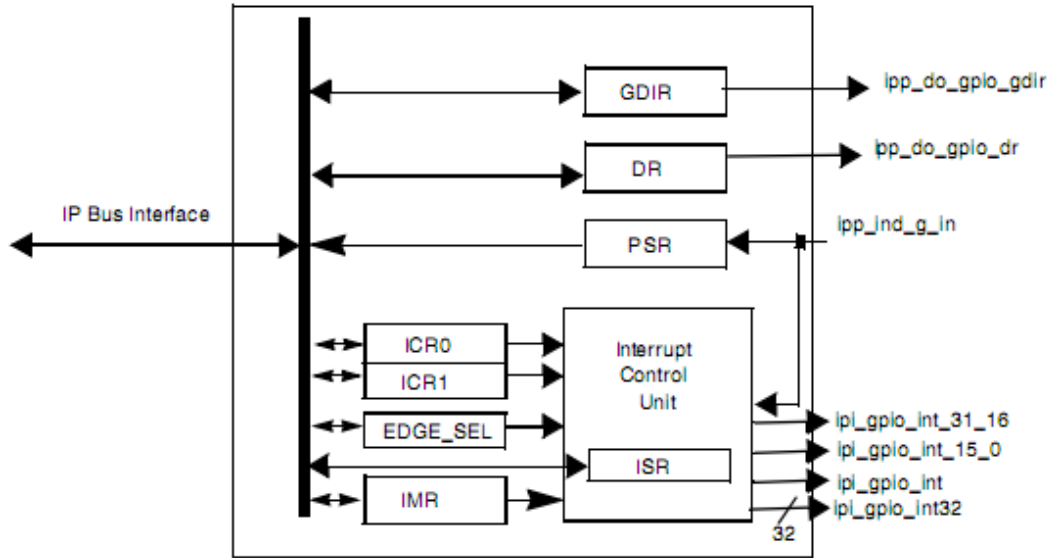 GDIR
ipp_do_gpio_gdir
DR
ipp_do_gpio_dr
IP Bus Interface
PSR
ipp_ind_g_in
ICR0
ICR1
EDGE_SEL
IMR
Interrupt
Control
Unit
ISR
ipi_gpio_int_31_16
ipi_gpio_int_15_0
ipi_gpio_int
ipi_gpio_int32
32